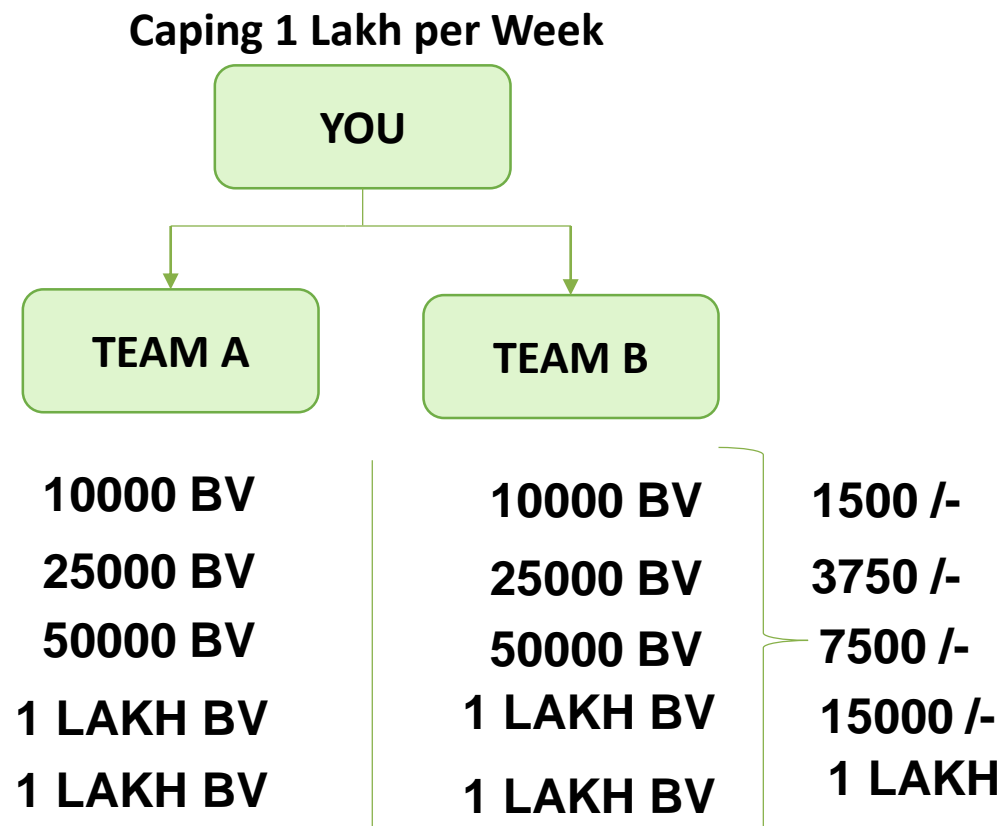 Caping 1 Lakh per Week
YOU
TEAM A
TEAM B
10000 BV 10000 BV 1500 /-
25000 BV 25000 BV 3750 /-
50000 BV 50000 BV 7500 /-
1 LAKH BV 1 LAKH BV 15000 /-
1 LAKH BV 1 LAKH BV 1 LAKH